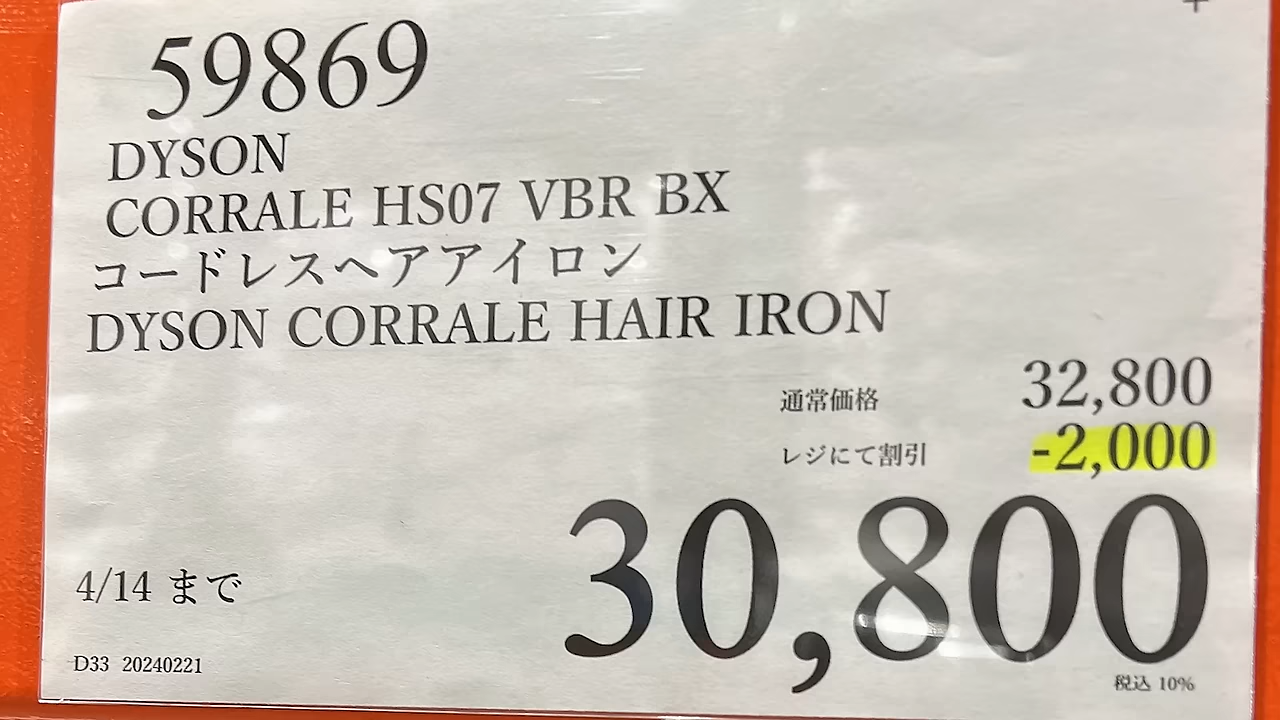 59869
DYSON
CORRALE HS07 VBR BX
コードレスヘアアイロン
DYSON CORRALE HAIR IRON
通常価格 32,800
レジにて割引 -2,000
30,800
4/14 まで
D33 20240221
税込 10%